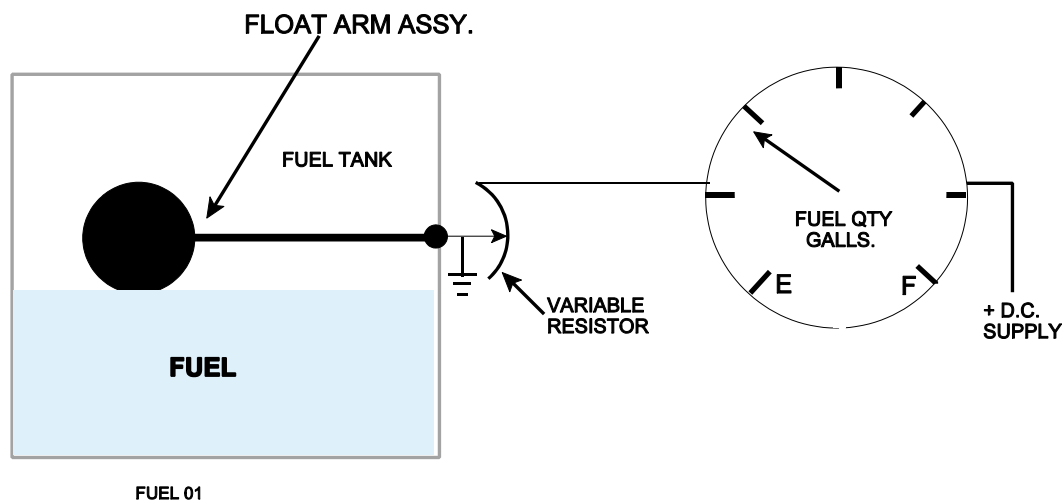 FLOAT ARM ASSY.
FUEL TANK
FUEL QTY
GALLS.
E
F
VARIABLE
RESISTOR
+ D.C.
SUPPLY
FUEL
FUEL 01